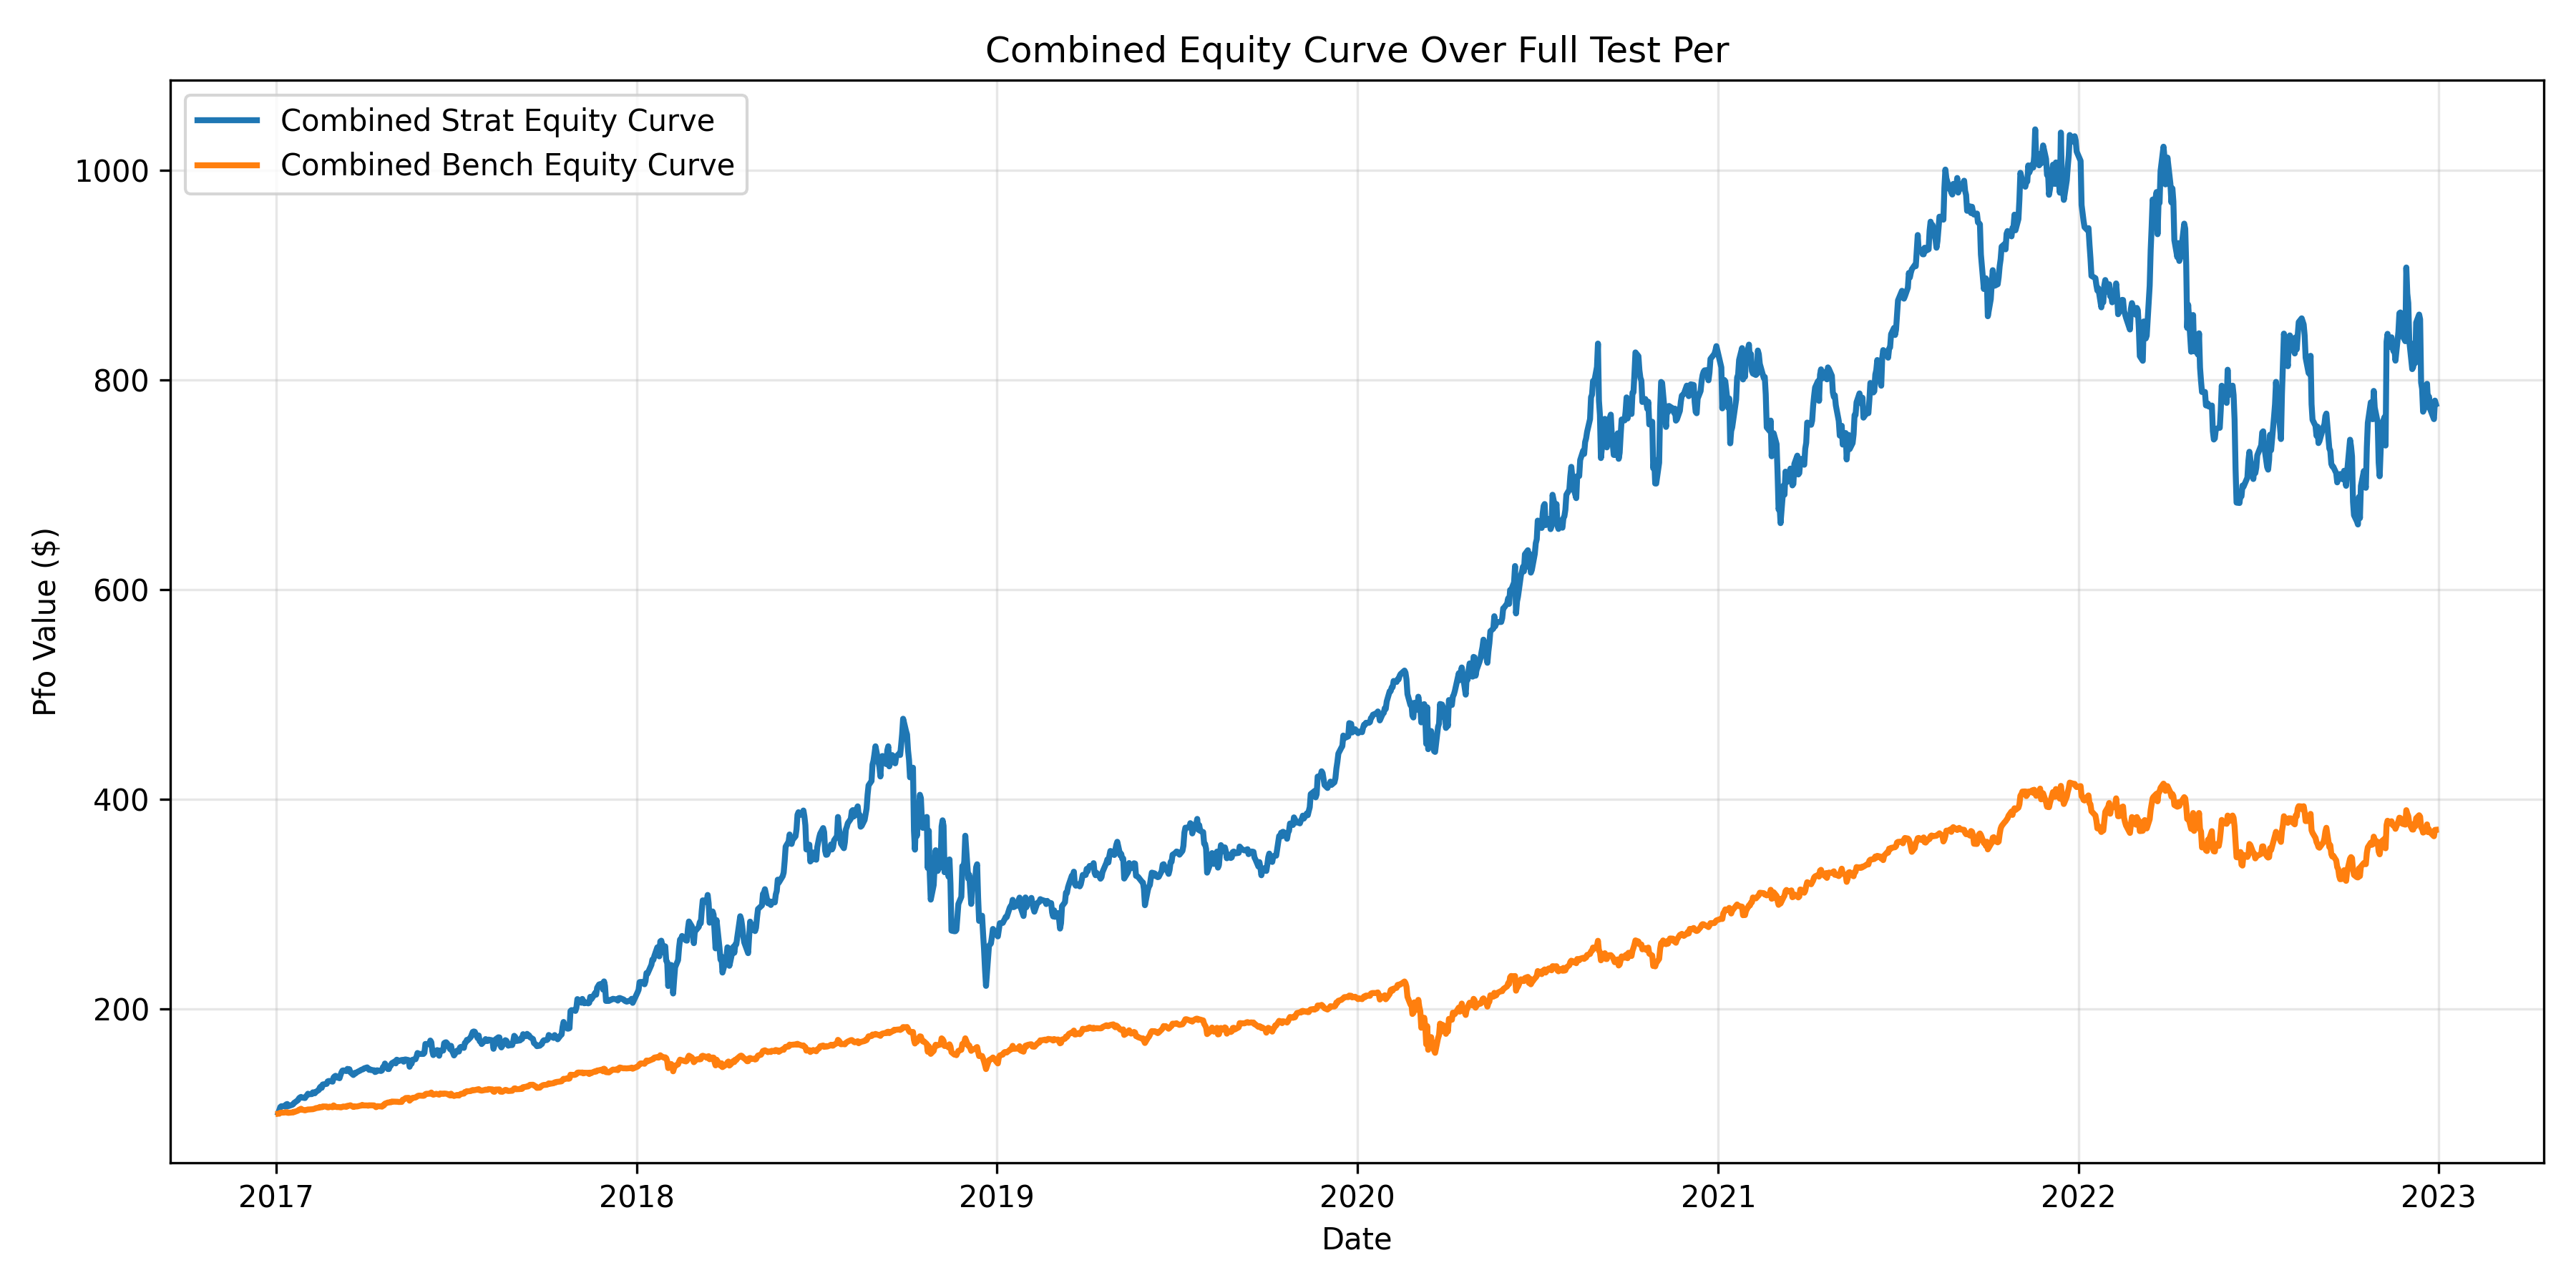 Combined Equity Curve Over Full Test Per
Combined Strat Equity Curve
Combined Bench Equity Curve
Pfo Value ($)
1000
800
600
400
200
2017 2018 2019 2020 2021 2022 2023
Date